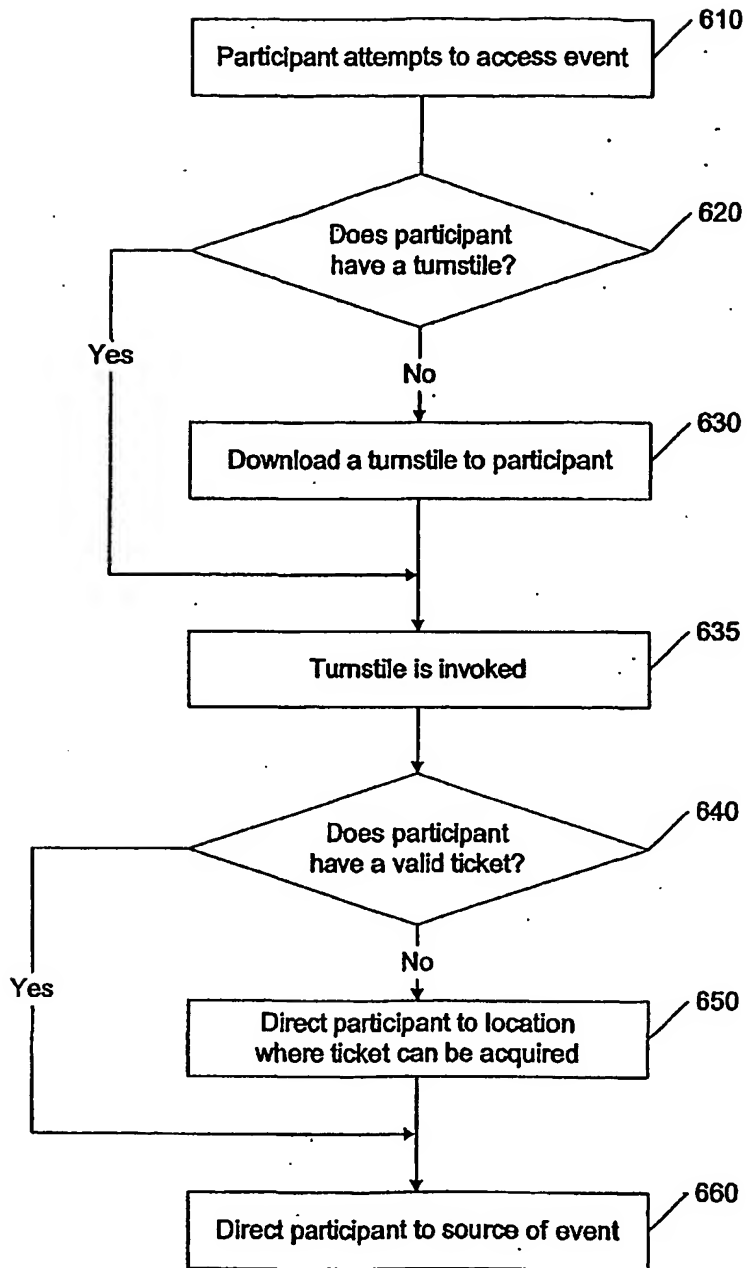 610
Participant attempts to access event
620
Does participant
have a turnstile?
Yes
No
630
Download a turnstile to participant
635
Turnstile is invoked
640
Does participant
have a valid ticket?
No
Yes
650
Direct participant to location
where ticket can be acquired
660
Direct participant to source of event